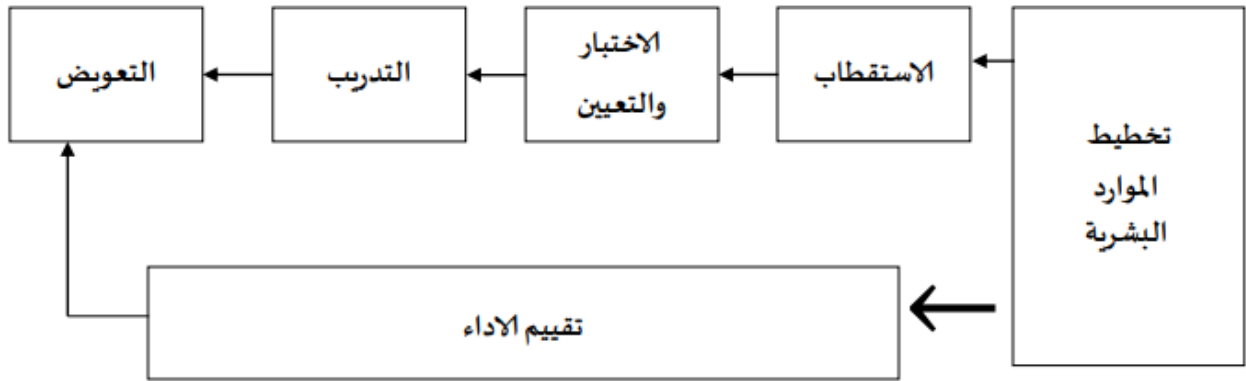 تخطيط
الموارد
البشرية
الاستقطاب
الاختبار
والتعيين
التدريب
التعويض
تقييم الاداء